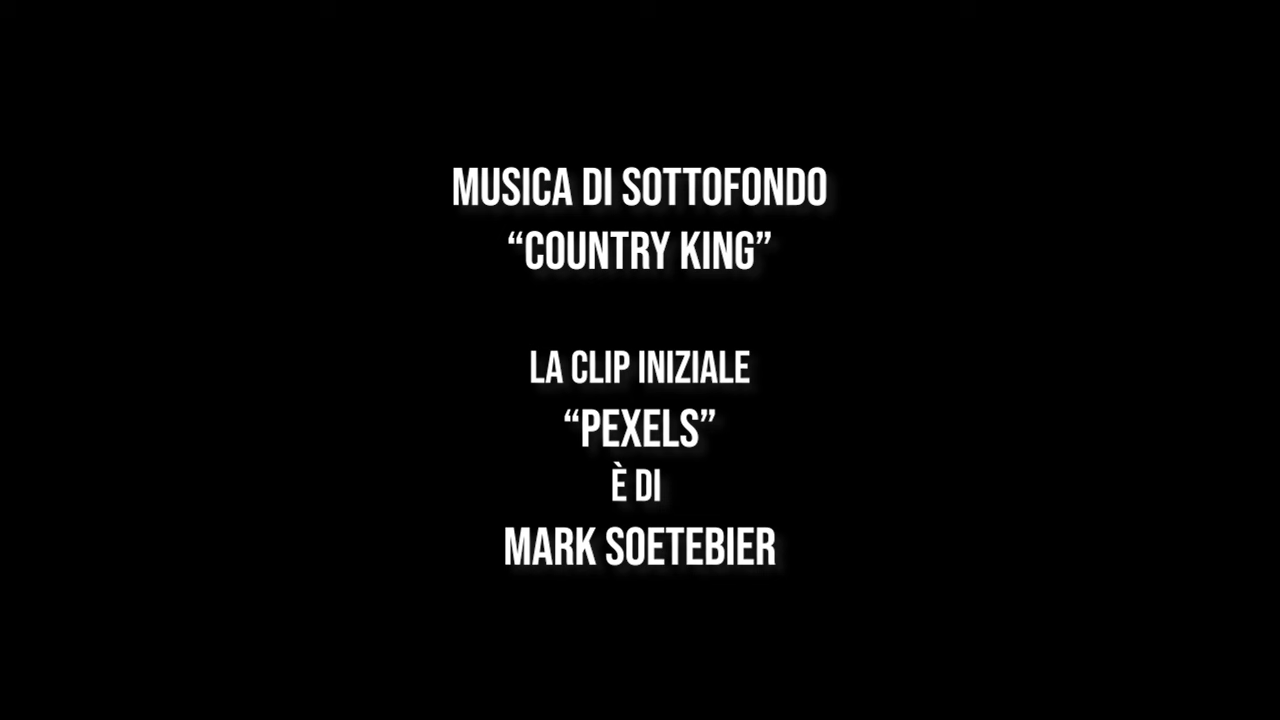 MUSICA DI SOTTOFONDO
“COUNTRY KING”
LA CLIP INIZIALE
“PEXELS”
È DI
MARK SOETEBIER